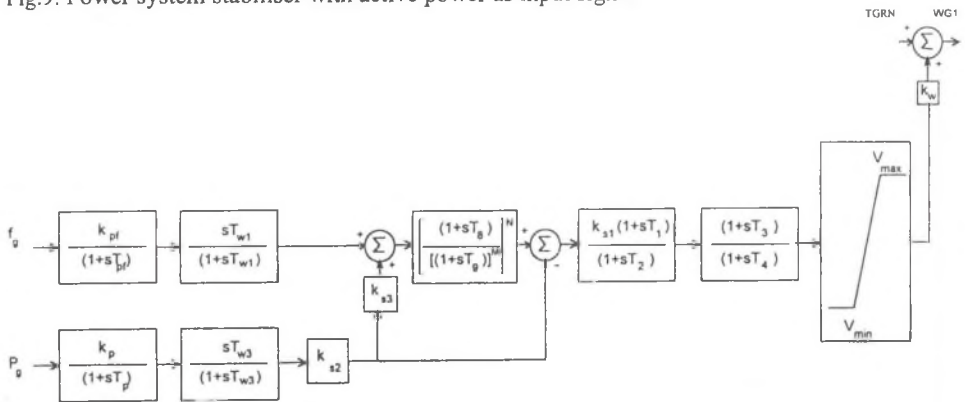 Fig.9. Power system stabiliser with active power as input
TGRN WG1
+ Σ +
k_w
V_max
V_min
f_g
k_pf
(1+sT_pf)
sT_w1
(1+sT_w1)
+ Σ +
k_s3
[ (1+sT_8) / [(1+sT_9)]^M ]^N
+ Σ -
k_s1(1+sT_1)
(1+sT_2)
(1+sT_3)
(1+sT_4)
P_g
k_p
(1+sT_p)
sT_w3
(1+sT_w3)
k_s2